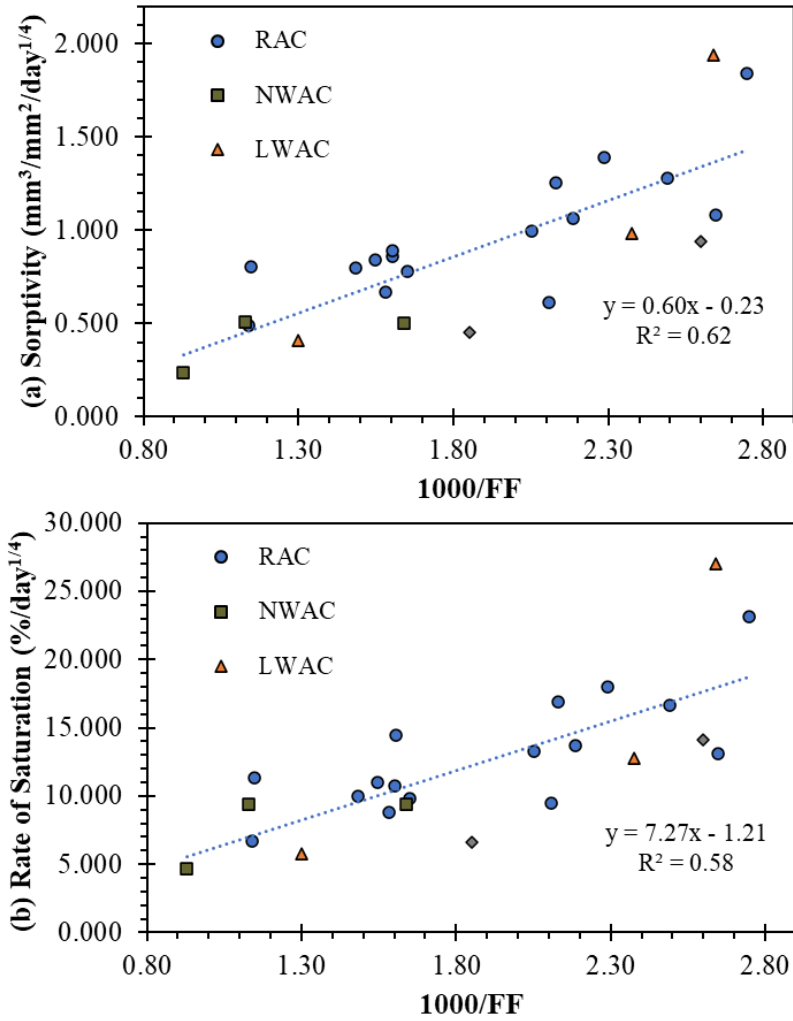 (a) Sorptivity (mm³/mm²/day¹/⁴)
2.000
1.500
1.000
0.500
0.000
RAC
NWAC
LWAC
y = 0.60x - 0.23
R² = 0.62
0.80 1.30 1.80 2.30 2.80
1000/FF
(b) Rate of Saturation (%/day¹/⁴)
30.000
25.000
20.000
15.000
10.000
5.000
0.000
RAC
NWAC
LWAC
y = 7.27x - 1.21
R² = 0.58
0.80 1.30 1.80 2.30 2.80
1000/FF